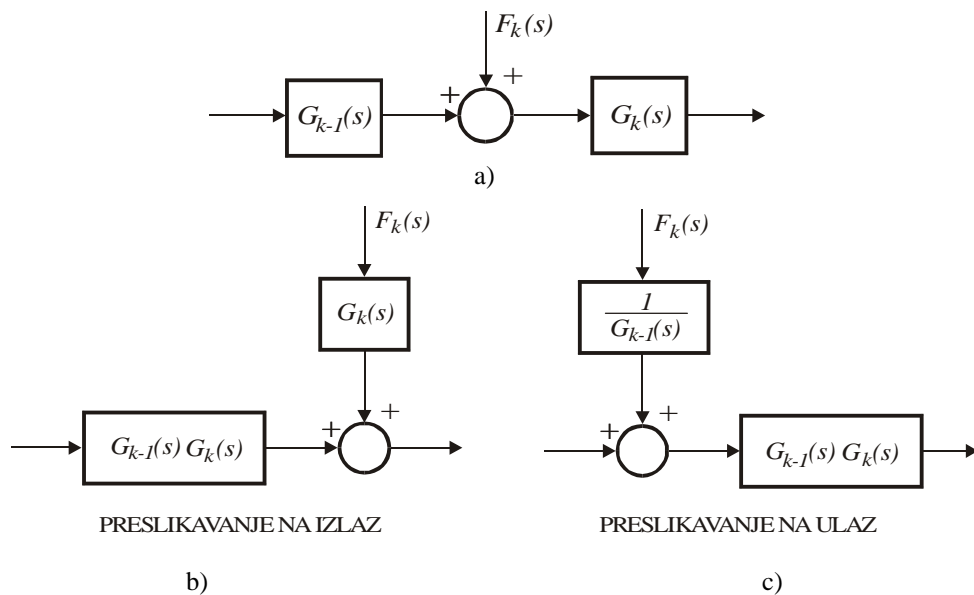 F_k(s)
+ +
G_{k-1}(s)
G_k(s)
a)
F_k(s)
G_k(s)
+ +
G_{k-1}(s) G_k(s)
PRESLIKAVANJE NA IZLAZ
b)
F_k(s)
1
G_{k-1}(s)
+ +
G_{k-1}(s) G_k(s)
PRESLIKAVANJE NA ULAZ
c)